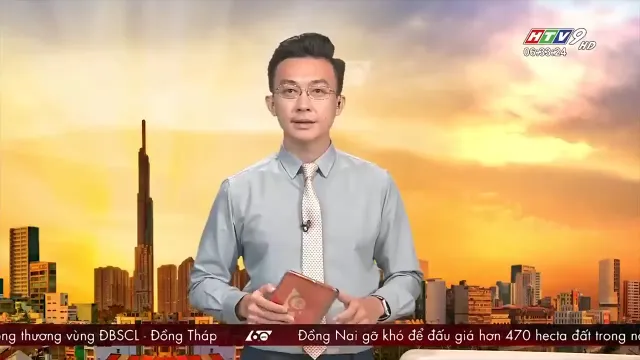 HTV9 HD
06:33:24
ng thương vùng ĐBSCL - Đồng Tháp 60 Đồng Nai gỡ khó để đấu giá hơn 470 hecta đất trong n